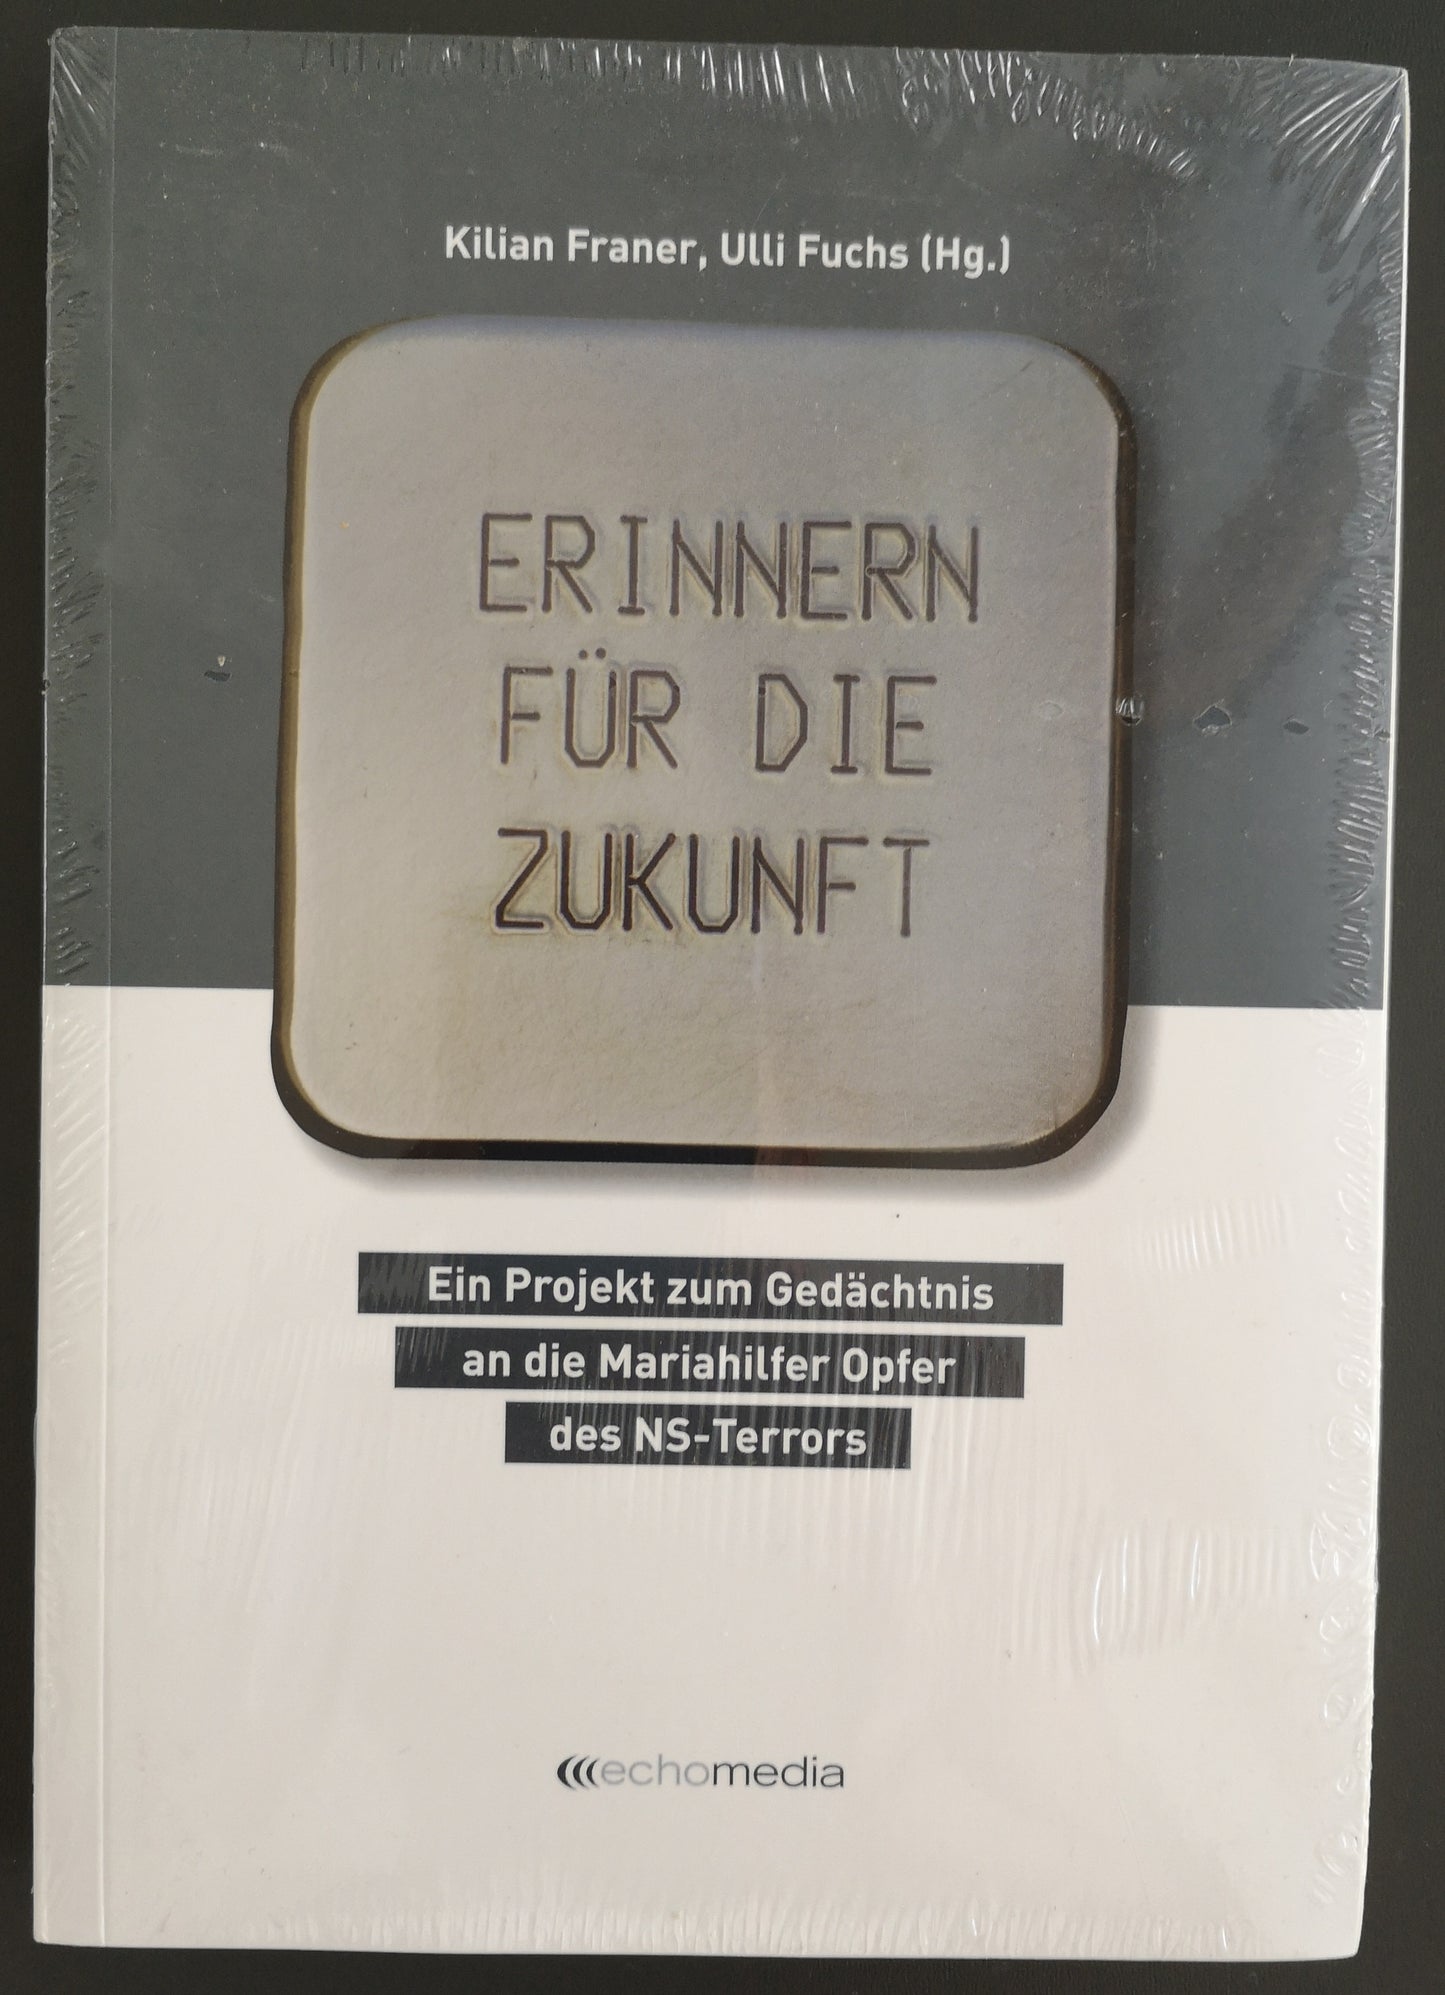 Kilian Franer, Ulli Fuchs (Hg.)
ERINNERN
FÜR DIE
ZUKUNFT
Ein Projekt zum Gedächtnis
an die Mariahilfer Opfer
des NS-Terrors
echomedia